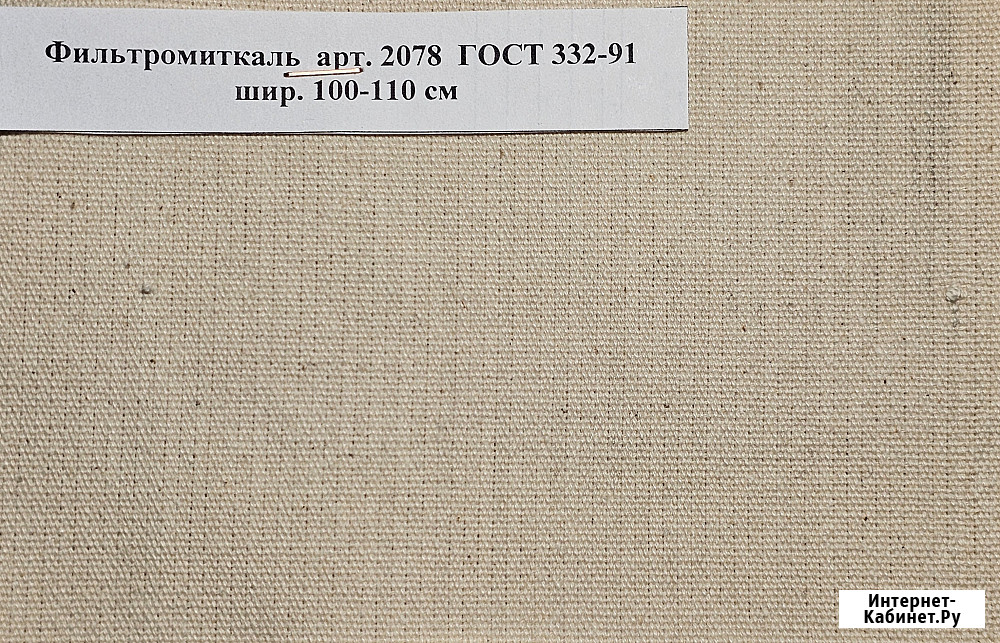 Фильтромиткаль арт. 2078 ГОСТ 332-91
шир. 100-110 см
Интернет-
Кабинет.Ру